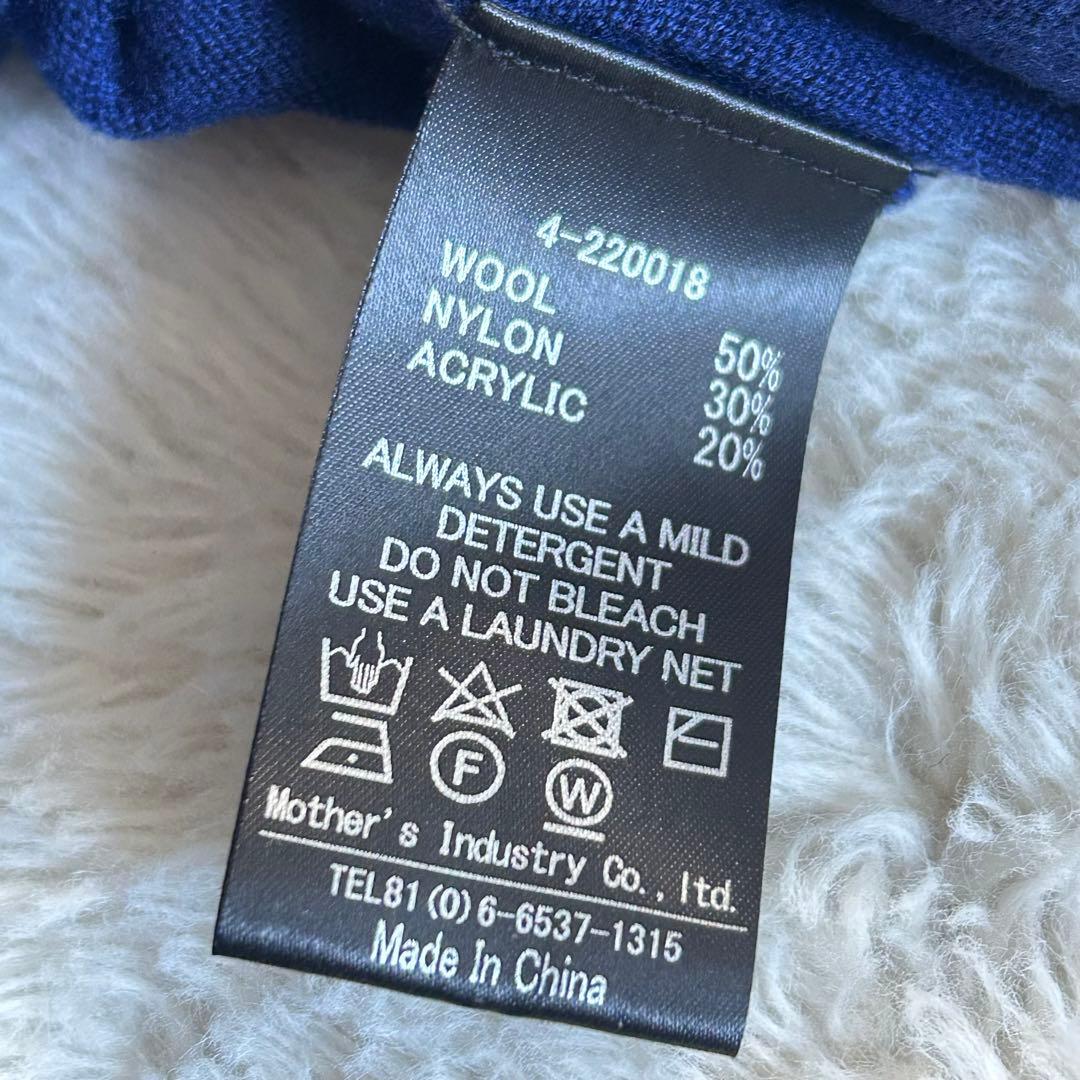 4-220018
WOOL 50%
NYLON 30%
ACRYLIC 20%
ALWAYS USE A MILD
DETERGENT
DO NOT BLEACH
USE A LAUNDRY NET
F W
Mother's Industry Co., ltd.
TEL81(0)6-6537-1315
Made In China